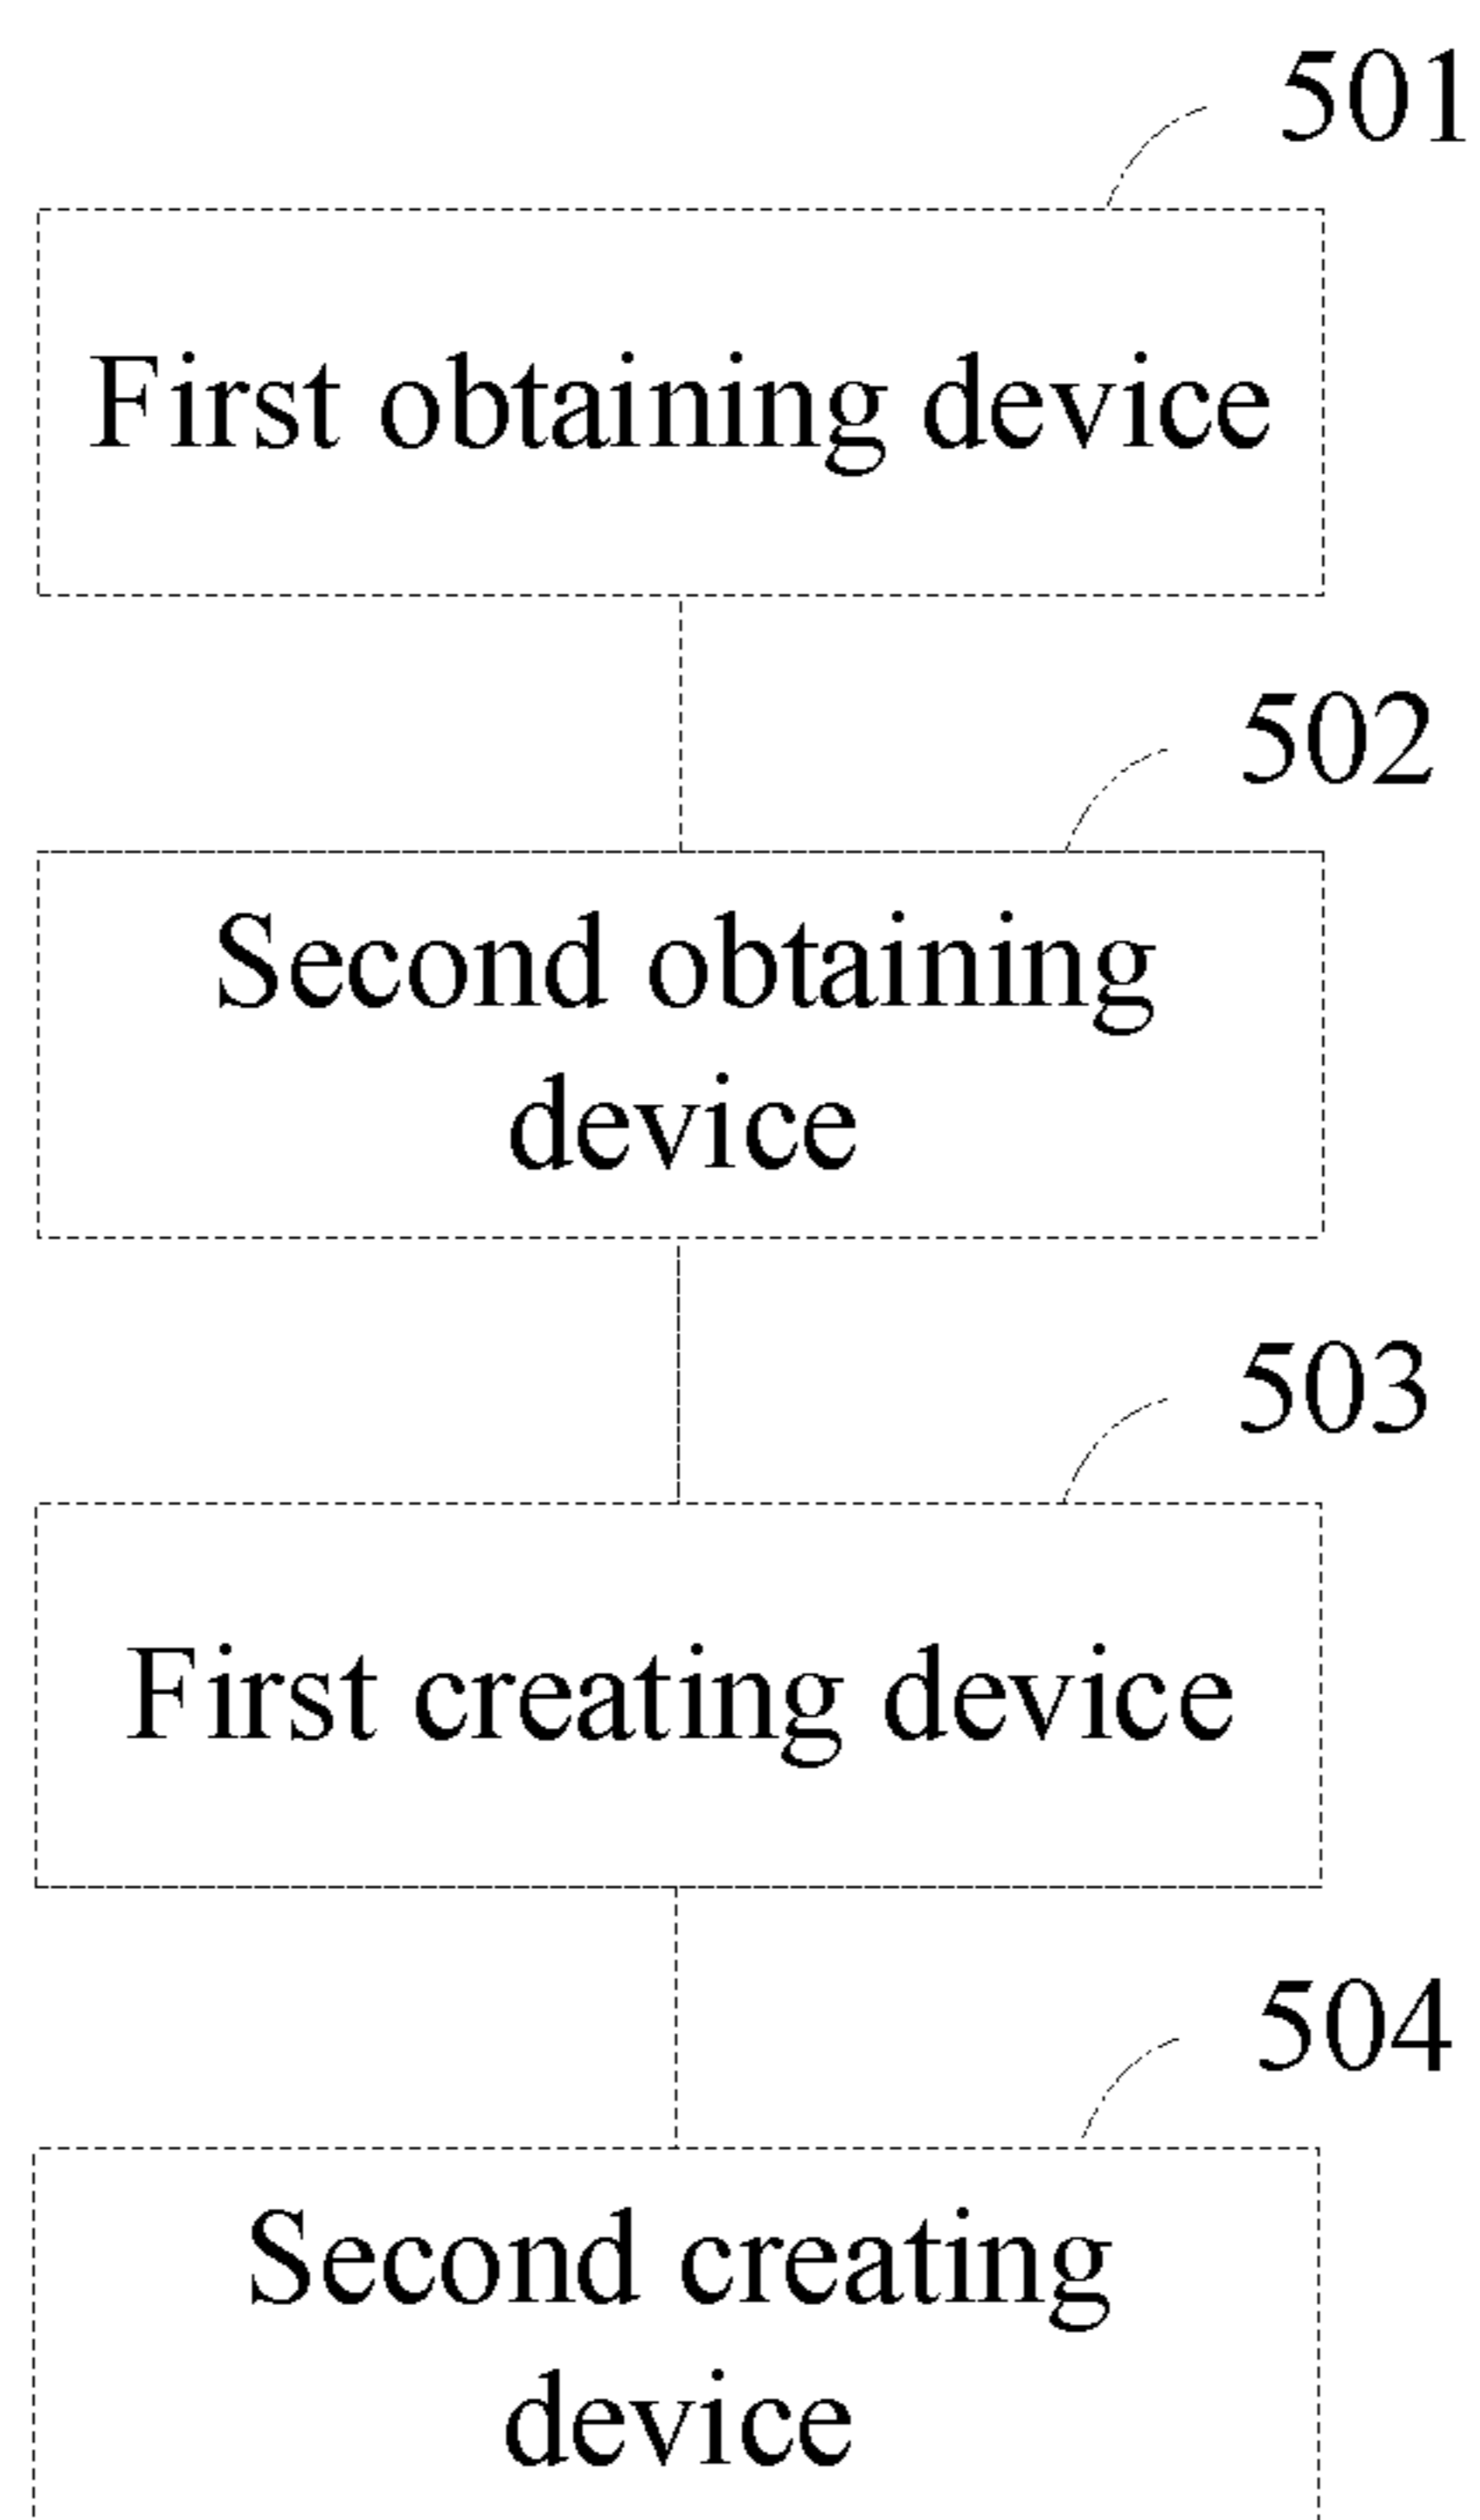 501
First obtaining device
502
Second obtaining
device
503
First creating device
504
Second creating
device